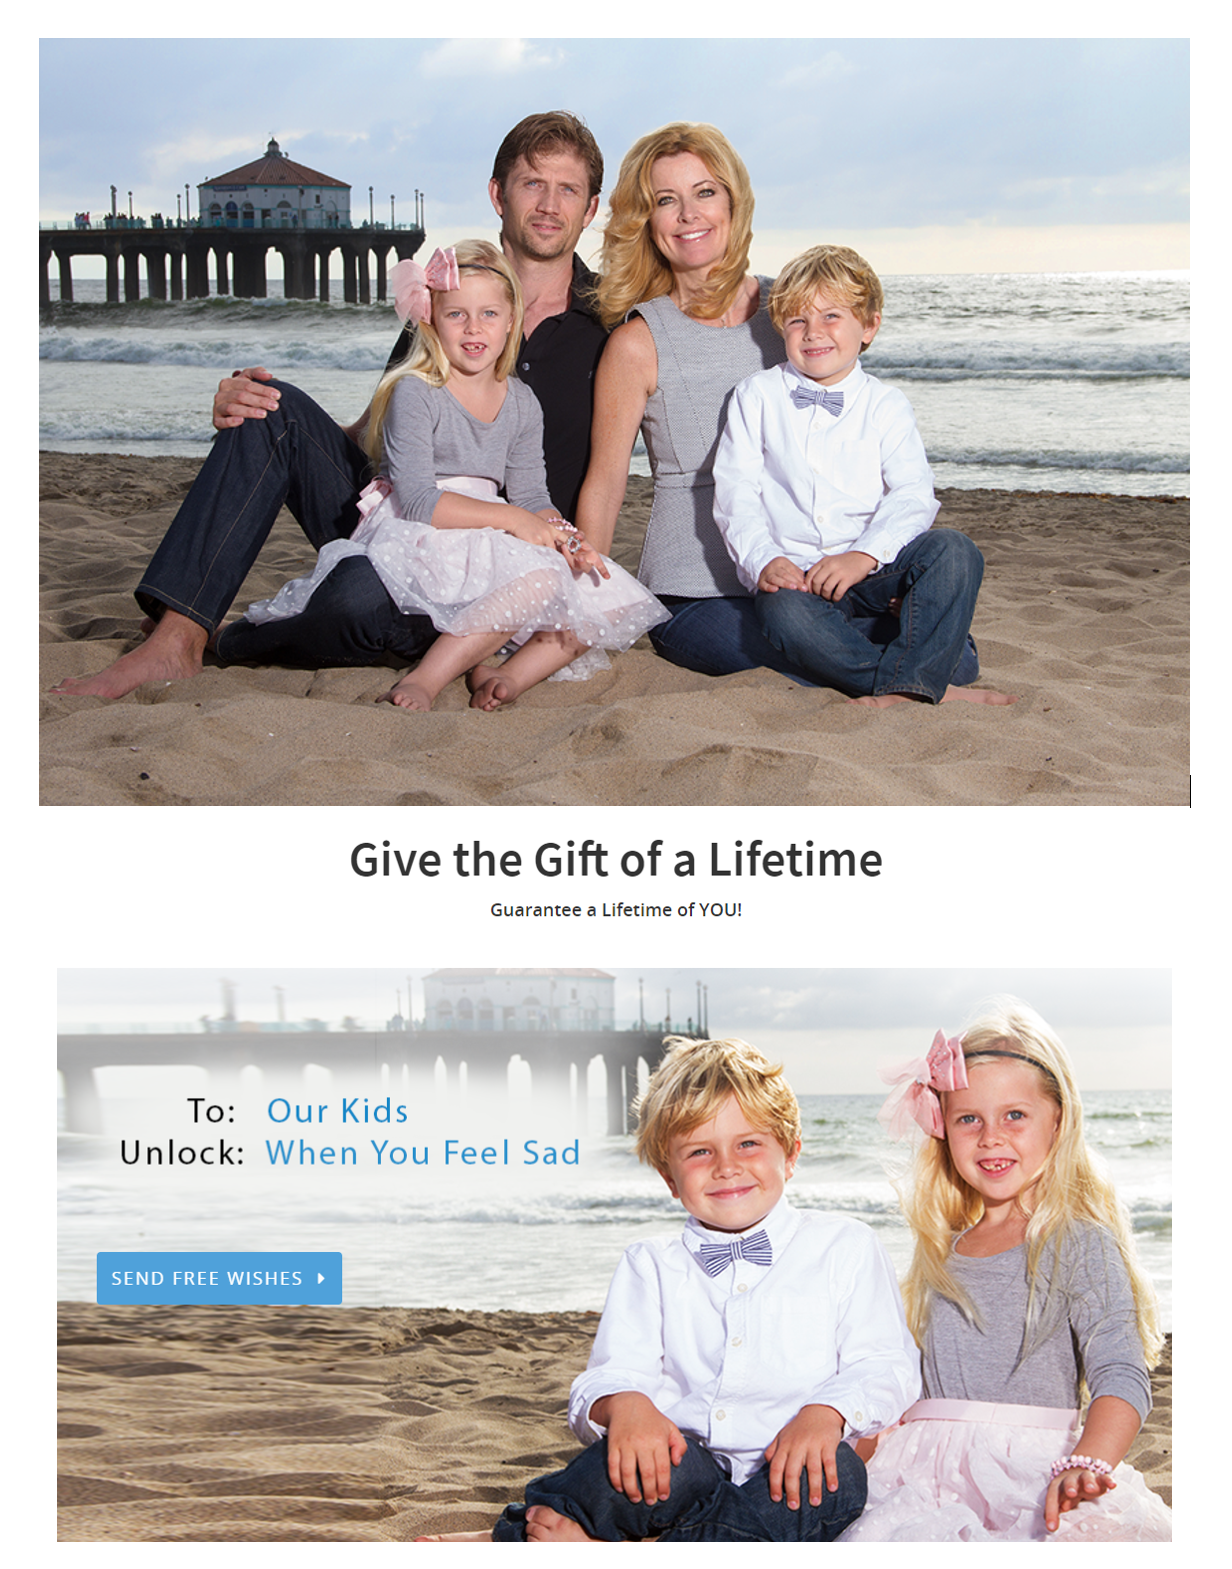 Give the Gift of a Lifetime
Guarantee a Lifetime of YOU!
To: Our Kids
Unlock: When You Feel Sad
SEND FREE WISHES